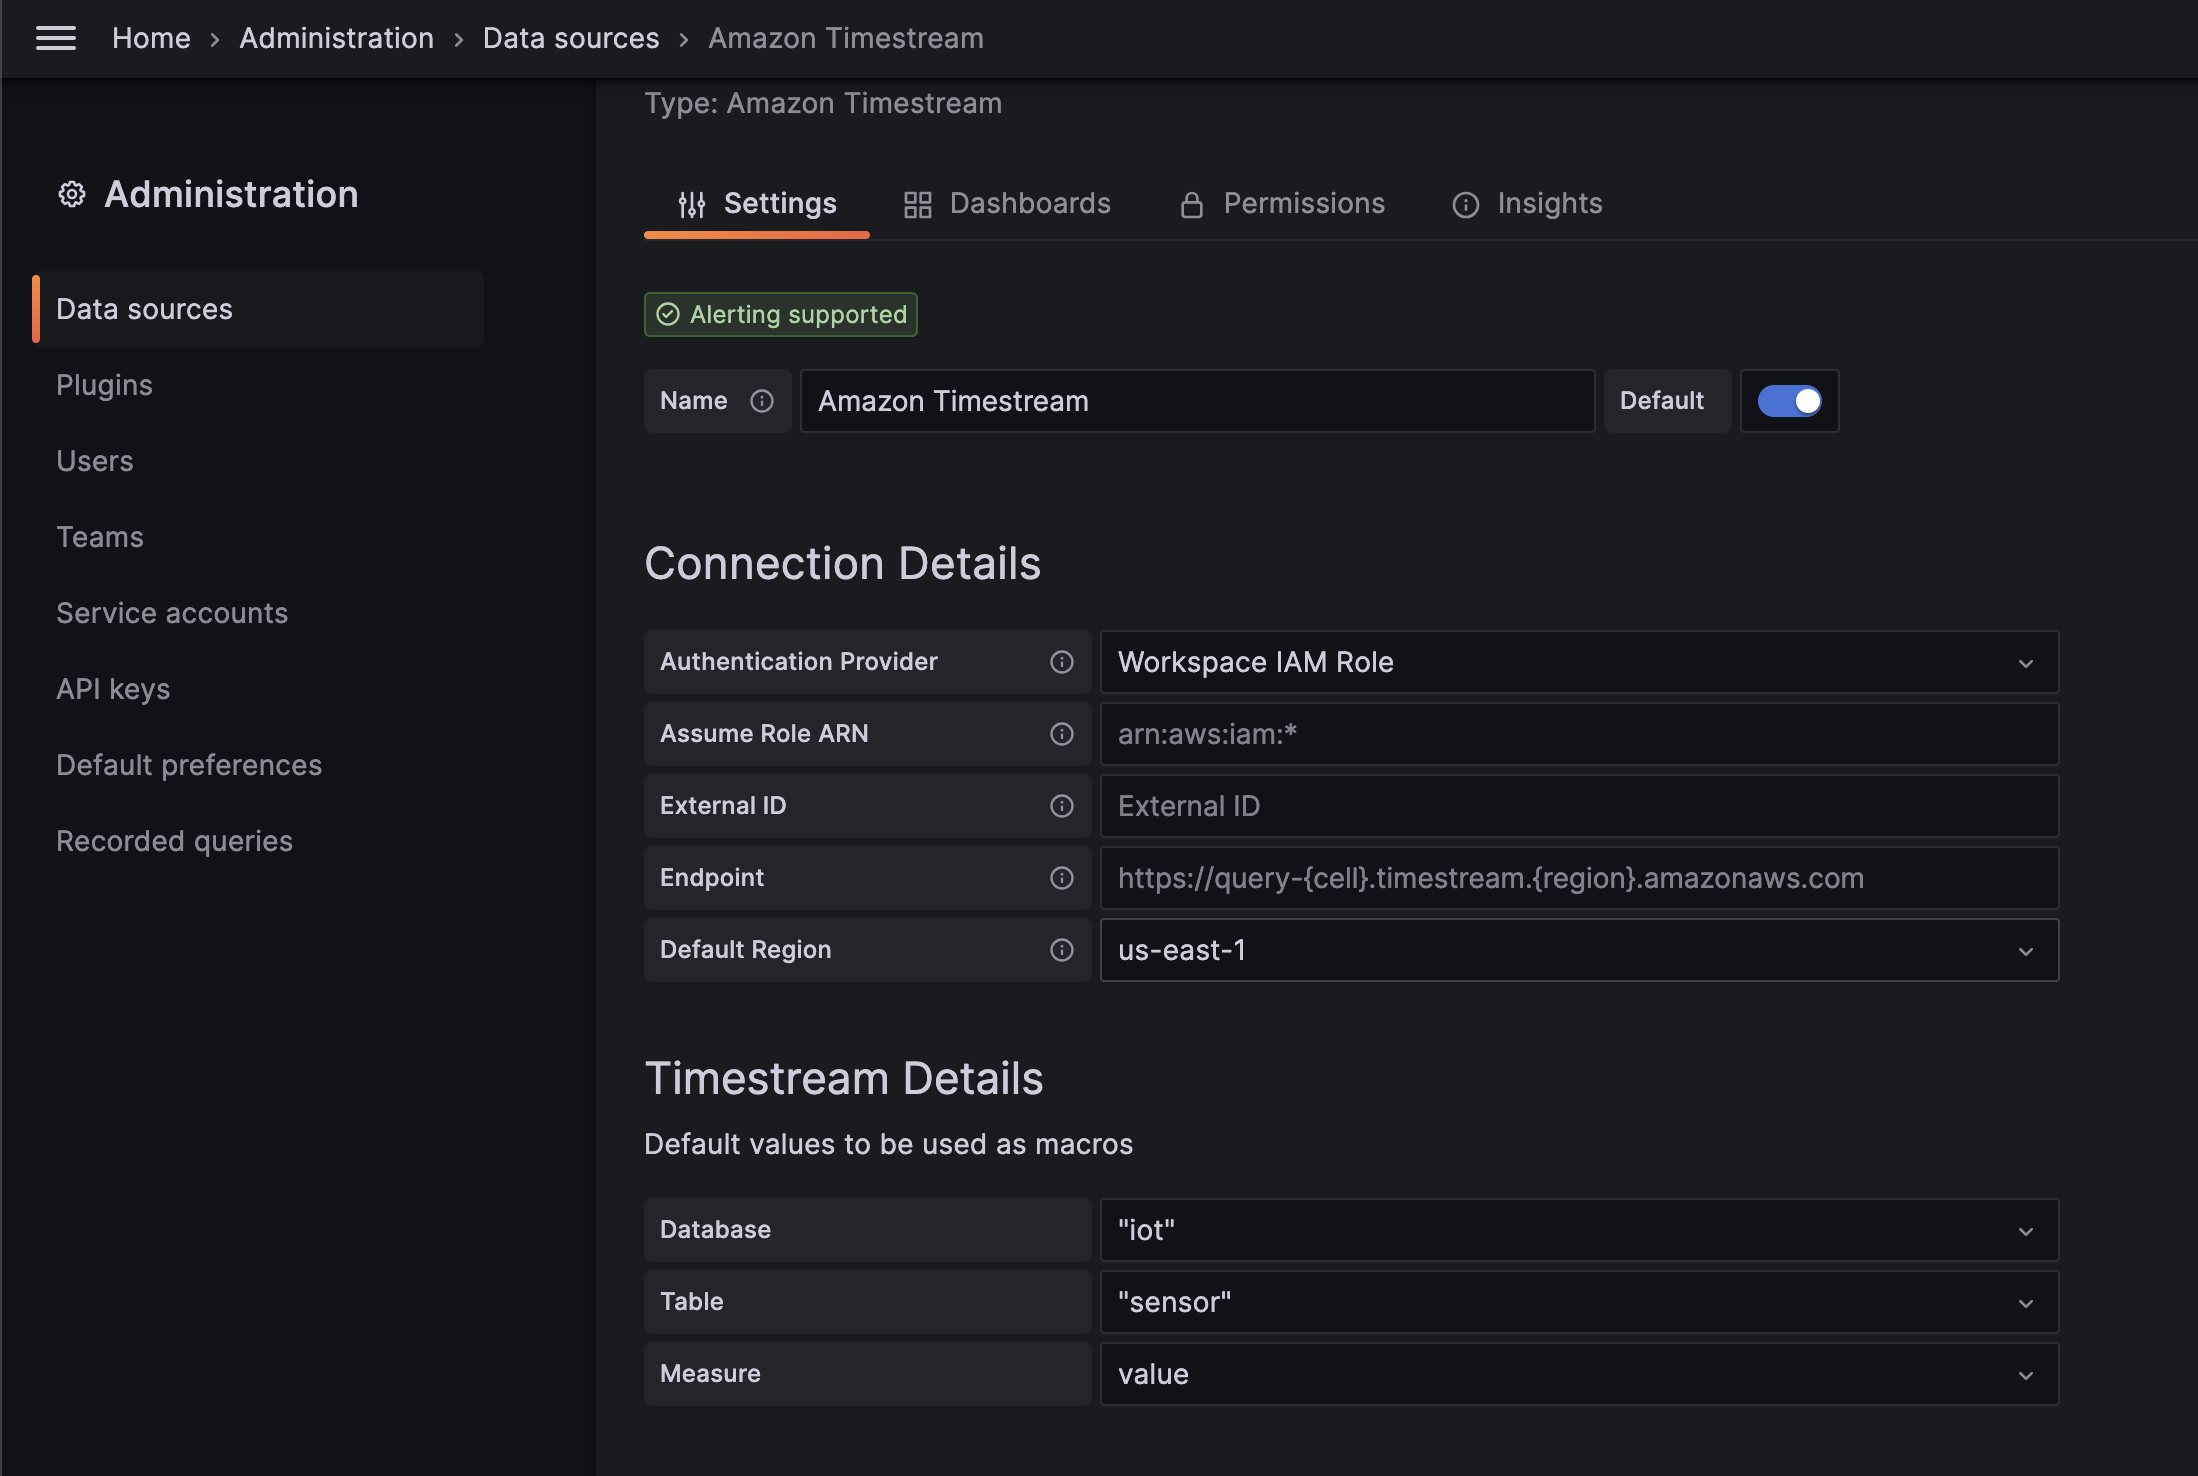 Home › Administration › Data sources › Amazon Timestream
Type: Amazon Timestream
Administration
Data sources
Plugins
Users
Teams
Service accounts
API keys
Default preferences
Recorded queries
Settings Dashboards Permissions Insights
Alerting supported
Name Amazon Timestream Default
Connection Details
Authentication Provider Workspace IAM Role
Assume Role ARN arn:aws:iam:*
External ID External ID
Endpoint https://query-{cell}.timestream.{region}.amazonaws.com
Default Region us-east-1
Timestream Details
Default values to be used as macros
Database "iot"
Table "sensor"
Measure value